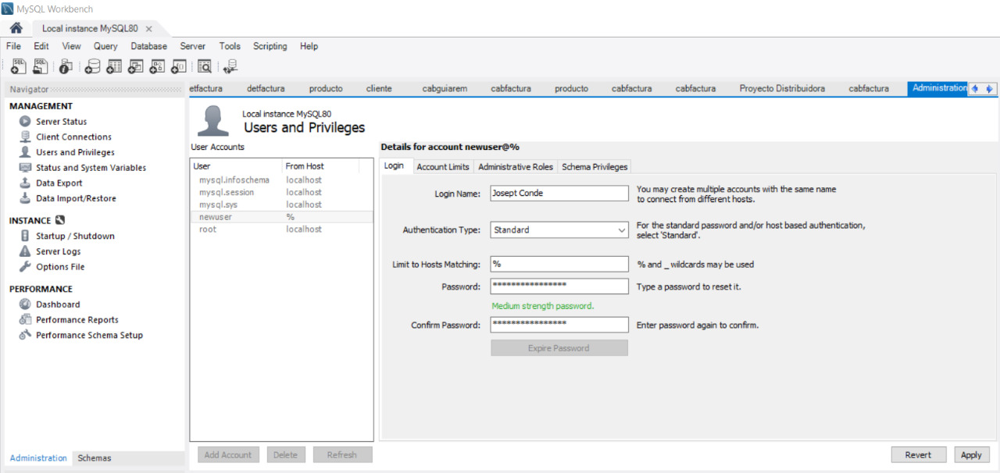 MySQL Workbench
Local instance MySQL80
File Edit View Query Database Server Tools Scripting Help
Navigator
MANAGEMENT
Server Status
Client Connections
Users and Privileges
Status and System Variables
Data Export
Data Import/Restore
INSTANCE
Startup / Shutdown
Server Logs
Options File
PERFORMANCE
Dashboard
Performance Reports
Performance Schema Setup
Administration Schemas
etfactura detfactura producto cliente cabguiarem cabfactura producto cabfactura cabfactura Proyecto Distribuidora cabfactura Administration
Local instance MySQL80
Users and Privileges
User Accounts
User From Host
mysql.infoschema localhost
mysql.session localhost
mysql.sys localhost
newuser %
root localhost
Add Account Delete Refresh
Details for account newuser@%
Login Account Limits Administrative Roles Schema Privileges
Login Name: Josept Conde You may create multiple accounts with the same name
to connect from different hosts.
Authentication Type: Standard For the standard password and/or host based authentication,
select 'Standard'.
Limit to Hosts Matching: % % and _ wildcards may be used
Password: **************** Type a password to reset it.
Medium strength password.
Confirm Password: **************** Enter password again to confirm.
Expire Password
Revert Apply